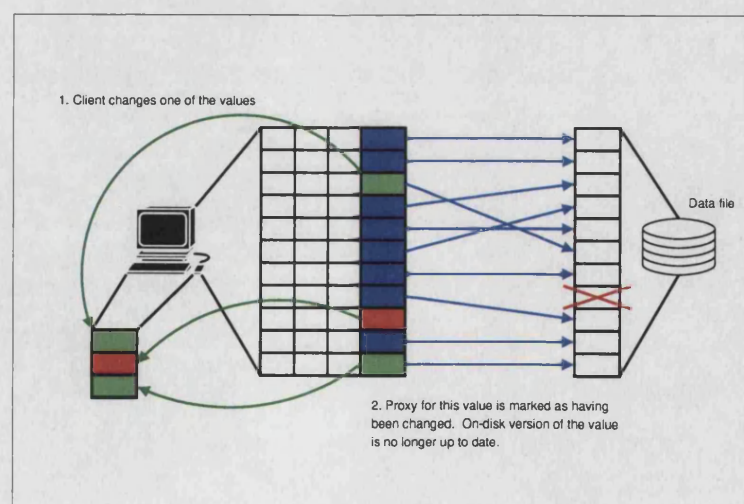 1. Client changes one of the values
Data file
2. Proxy for this value is marked as having
been changed. On-disk version of the value
is no longer up to date.